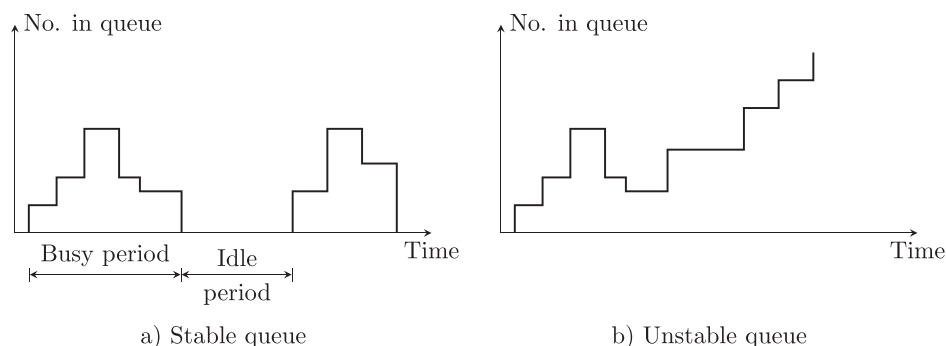 No. in queue
Time
Busy period
Idle
period
a) Stable queue
No. in queue
Time
b) Unstable queue